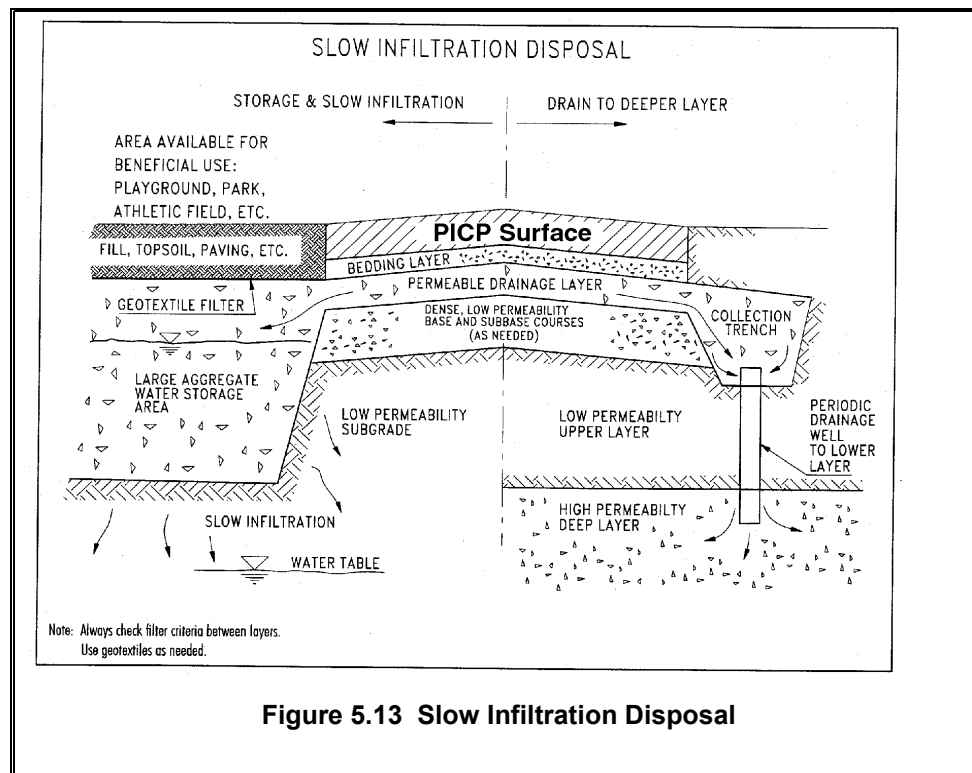 SLOW INFILTRATION DISPOSAL
STORAGE & SLOW INFILTRATION
DRAIN TO DEEPER LAYER
AREA AVAILABLE FOR
BENEFICIAL USE:
PLAYGROUND, PARK,
ATHLETIC FIELD, ETC.
PICP Surface
FILL, TOPSOIL, PAVING, ETC.
BEDDING LAYER
PERMEABLE DRAINAGE LAYER
GEOTEXTILE FILTER
DENSE, LOW PERMEABILITY
BASE AND SUBBASE COURSES
(AS NEEDED)
COLLECTION
TRENCH
LARGE AGGREGATE
WATER STORAGE
AREA
LOW PERMEABILITY
SUBGRADE
LOW PERMEABILTY
UPPER LAYER
PERIODIC
DRAINAGE
WELL
TO LOWER
LAYER
SLOW INFILTRATION
HIGH PERMEABILTY
DEEP LAYER
WATER TABLE
Note: Always check filter criteria between layers.
Use geotextiles as needed.
Figure 5.13 Slow Infiltration Disposal